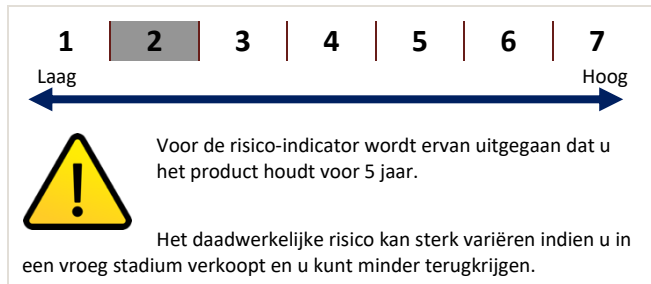 1 2 3 4 5 6 7
Laag Hoog
Voor de risico-indicator wordt ervan uitgegaan dat u
het product houdt voor 5 jaar.
Het daadwerkelijke risico kan sterk variëren indien u in
een vroeg stadium verkoopt en u kunt minder terugkrijgen.